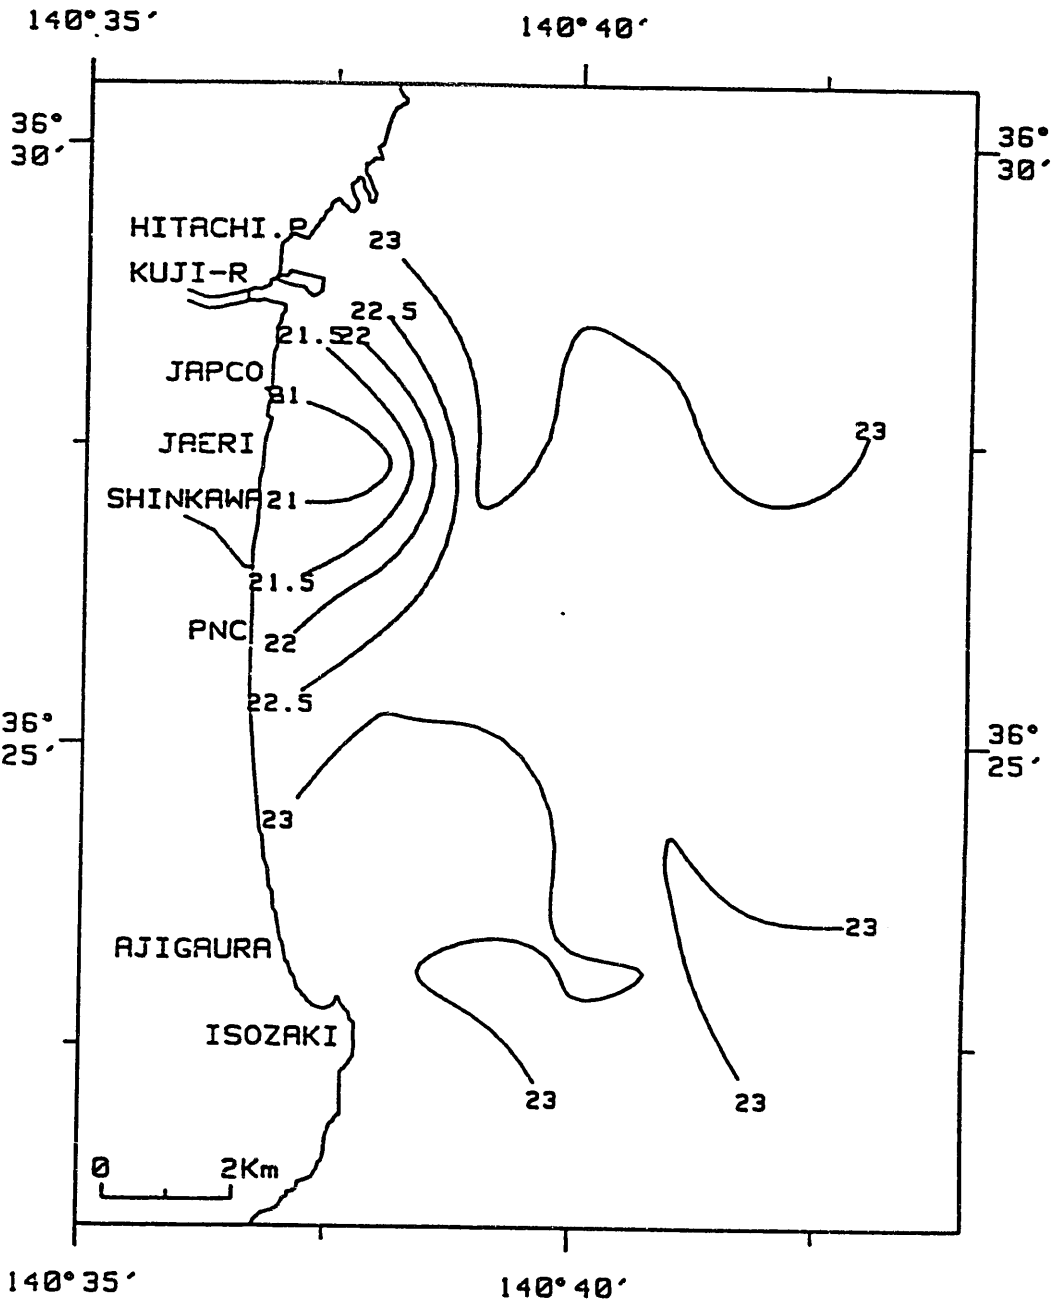 140°35′ 140°40′
36° 36°
30′ 30′
HITACHI.P 23
KUJI-R
22.5
21.5 22
JAPCO
21
JAERI 23
SHINKAWA 21
21.5
PNC 22
22.5
36° 36°
25′ 25′
23
23
AJIGAURA
ISOZAKI
23 23
0 2Km
140°35′ 140°40′